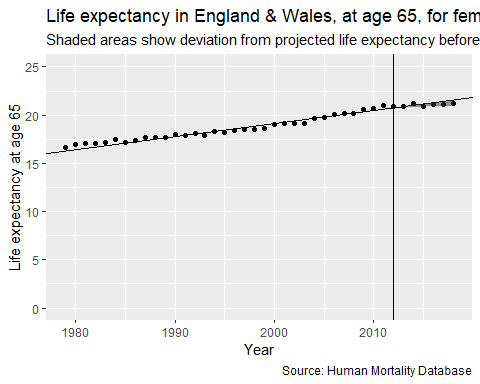 Life expectancy in England & Wales, at age 65, for fem
Shaded areas show deviation from projected life expectancy before
25
20
15
10
5
0
Life expectancy at age 65
1980 1990 2000 2010
Year
Source: Human Mortality Database